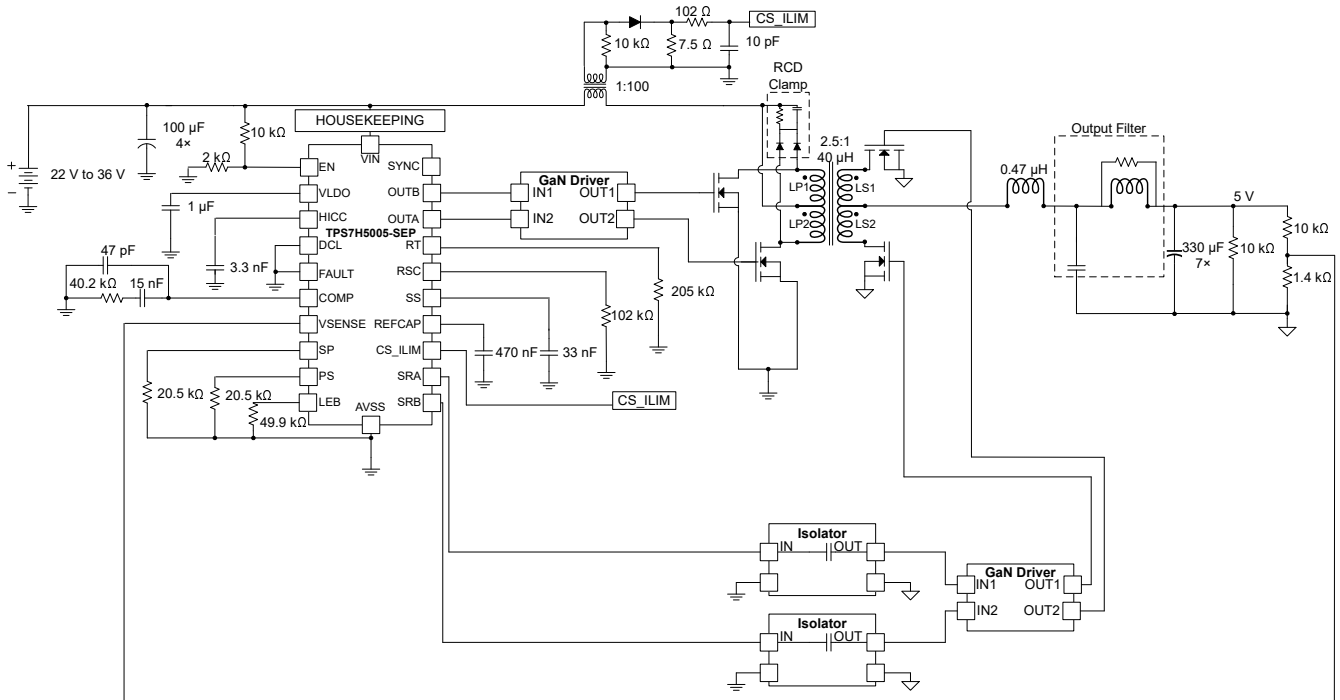 102 Ω
CS_ILIM
10 kΩ
7.5 Ω
10 pF
1:100
RCD
Clamp
HOUSEKEEPING
100 µF
4×
10 kΩ
2 kΩ
22 V to 36 V
+
−
VIN
EN
SYNC
VLDO
OUTB
HICC
OUTA
TPS7H5005-SEP
DCL
RT
FAULT
RSC
COMP
SS
VSENSE
REFCAP
SP
CS_ILIM
PS
SRA
LEB
SRB
AVSS
1 µF
3.3 nF
47 pF
40.2 kΩ
15 nF
20.5 kΩ
20.5 kΩ
49.9 kΩ
GaN Driver
IN1
OUT1
IN2
OUT2
205 kΩ
102 kΩ
470 nF
33 nF
CS_ILIM
2.5:1
40 µH
LP1
LS1
LP2
LS2
0.47 µH
Output Filter
5 V
330 µF
7×
10 kΩ
10 kΩ
1.4 kΩ
Isolator
IN
OUT
Isolator
IN
OUT
GaN Driver
IN1
OUT1
IN2
OUT2